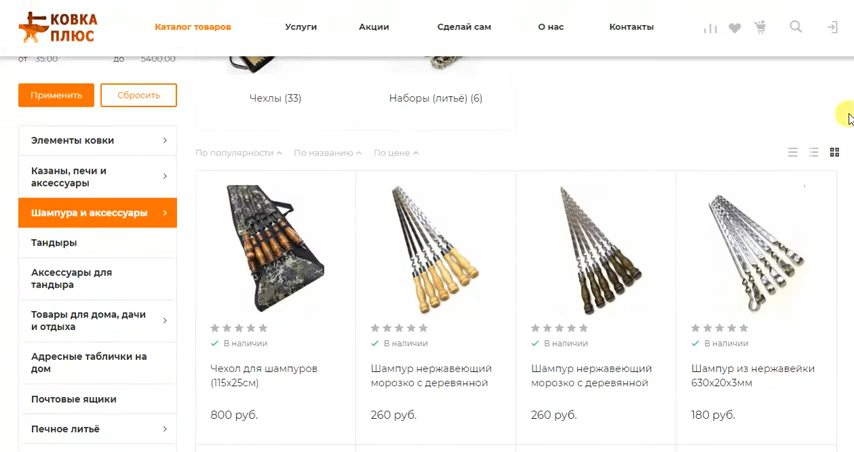 КОВКА
ПЛЮС
Каталог товаров
Услуги
Акции
Сделай сам
О нас
Контакты
от 35.00
до 5400.00
Применить
Сбросить
Чехлы (33)
Наборы (литьё) (6)
По популярности
По названию
По цене
Элементы ковки
Казаны, печи и
аксессуары
Шампура и аксессуары
Тандыры
Аксессуары для
тандыра
Товары для дома, дачи
и отдыха
Адресные таблички на
дом
Почтовые ящики
Печное литьё
В наличии
Чехол для шампуров
(115х25см)
800 руб.
В наличии
Шампур нержавеющий
морозко с деревянной
260 руб.
В наличии
Шампур нержавеющий
морозко с деревянной
260 руб.
В наличии
Шампур из нержавейки
630х20х3мм
180 руб.